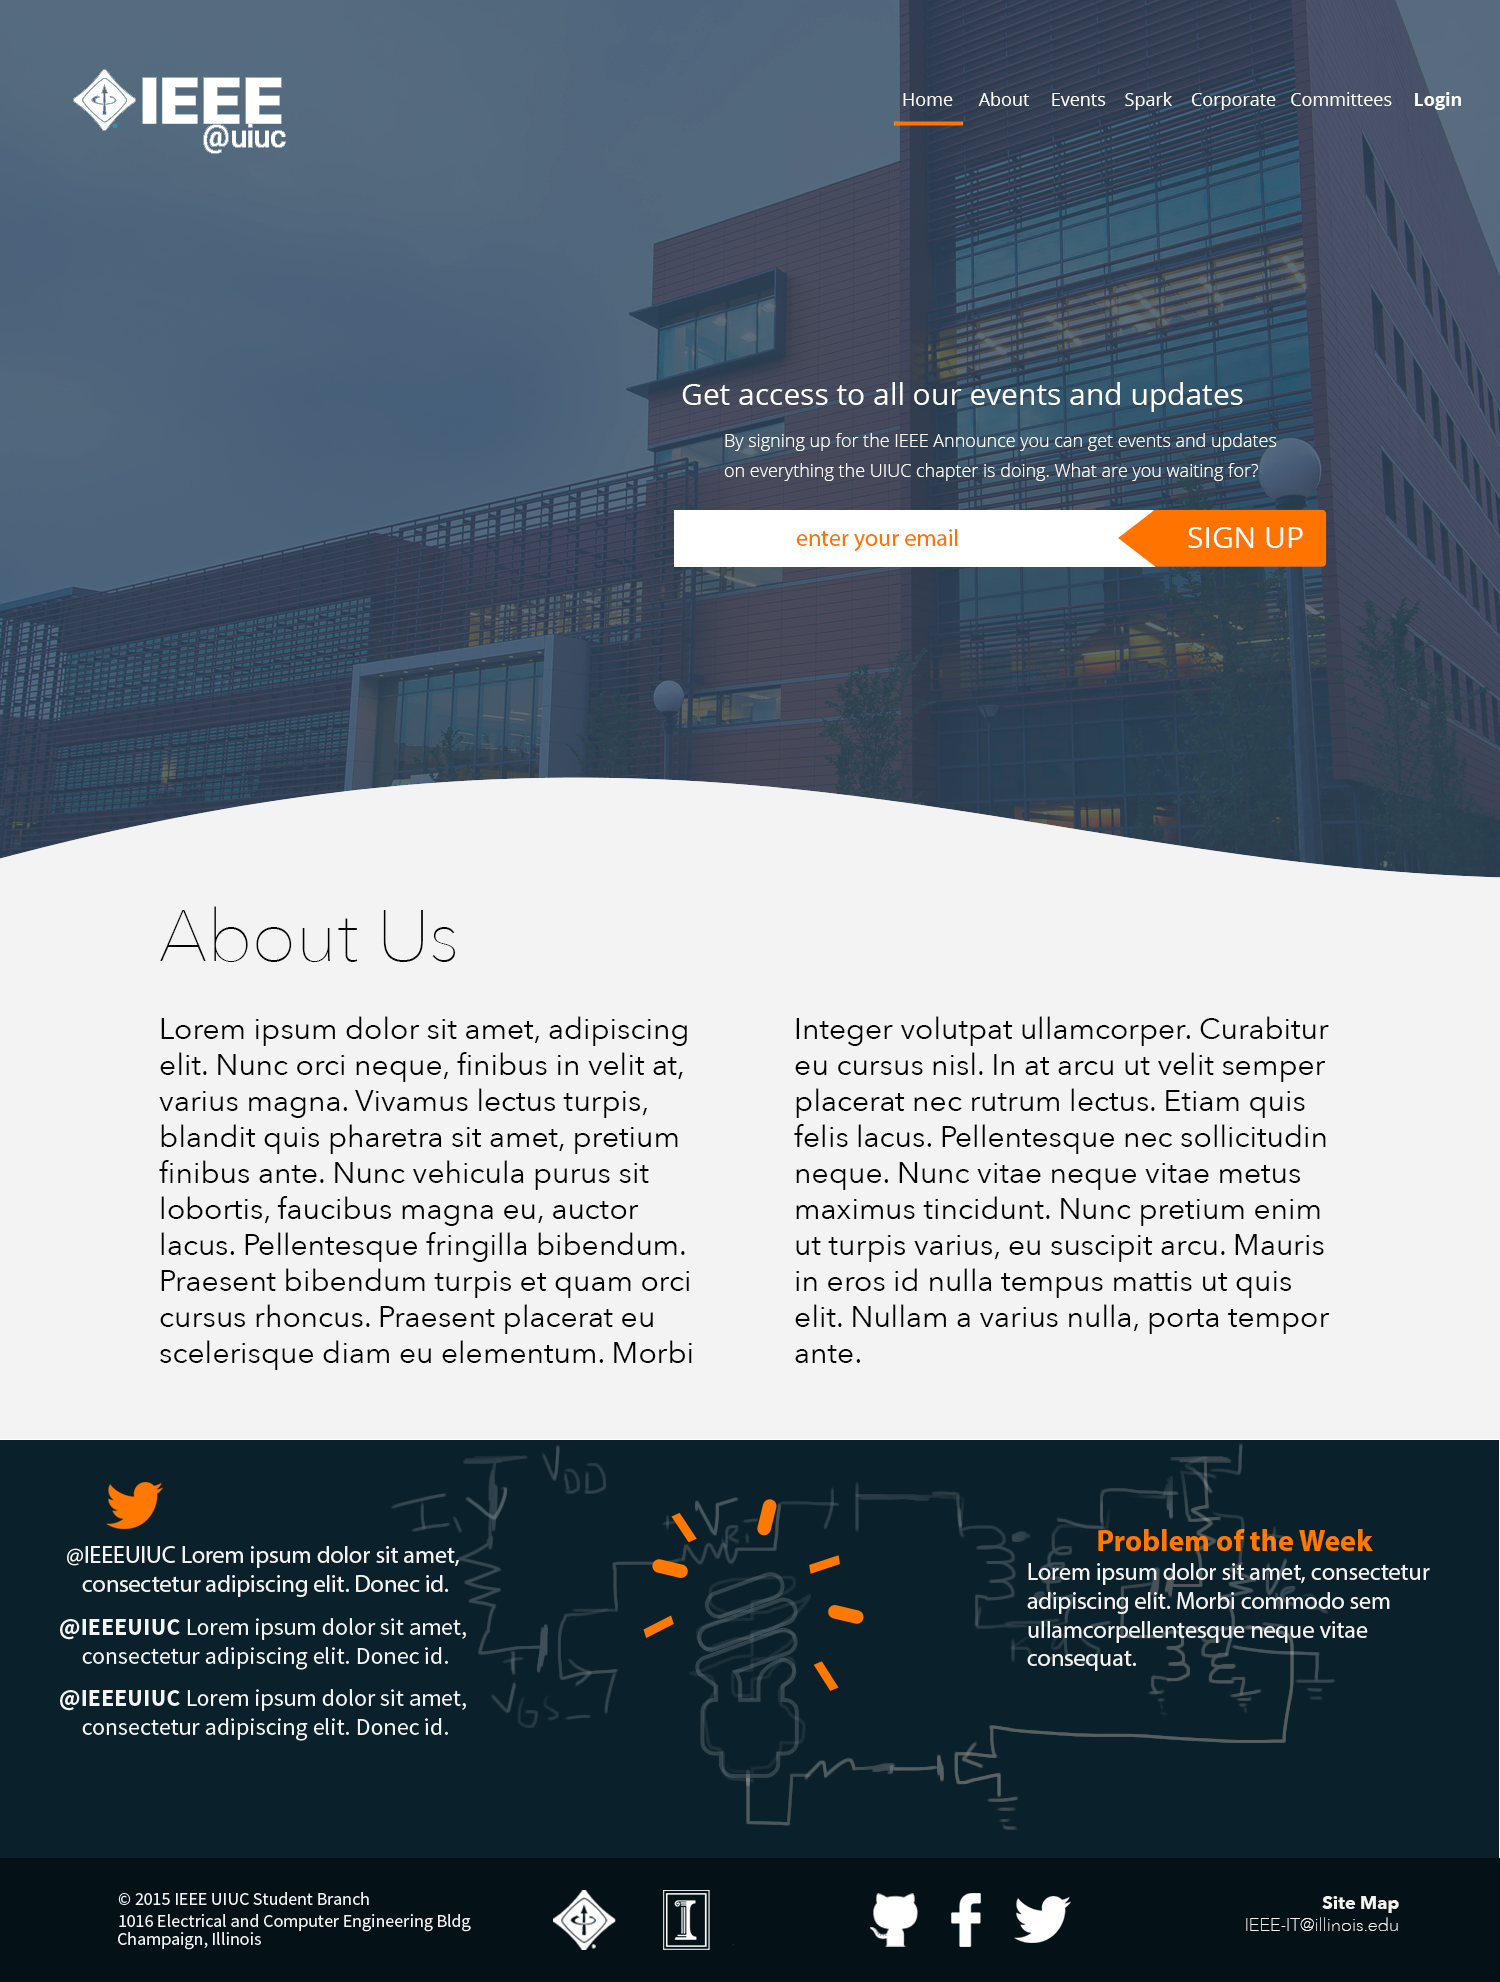 IEEE
@uiuc
Home About Events Spark Corporate Committees Login
Get access to all our events and updates
By signing up for the IEEE Announce you can get events and updates
on everything the UIUC chapter is doing. What are you waiting for?
enter your email SIGN UP
About Us
Lorem ipsum dolor sit amet, adipiscing
elit. Nunc orci neque, finibus in velit at,
varius magna. Vivamus lectus turpis,
blandit quis pharetra sit amet, pretium
finibus ante. Nunc vehicula purus sit
lobortis, faucibus magna eu, auctor
lacus. Pellentesque fringilla bibendum.
Praesent bibendum turpis et quam orci
cursus rhoncus. Praesent placerat eu
scelerisque diam eu elementum. Morbi
Integer volutpat ullamcorper. Curabitur
eu cursus nisl. In at arcu ut velit semper
placerat nec rutrum lectus. Etiam quis
felis lacus. Pellentesque nec sollicitudin
neque. Nunc vitae neque vitae metus
maximus tincidunt. Nunc pretium enim
ut turpis varius, eu suscipit arcu. Mauris
in eros id nulla tempus mattis ut quis
elit. Nullam a varius nulla, porta tempor
ante.
VDD
VGS
@IEEEUIUC Lorem ipsum dolor sit amet,
consectetur adipiscing elit. Donec id.
@IEEEUIUC Lorem ipsum dolor sit amet,
consectetur adipiscing elit. Donec id.
@IEEEUIUC Lorem ipsum dolor sit amet,
consectetur adipiscing elit. Donec id.
Problem of the Week
Lorem ipsum dolor sit amet, consectetur
adipiscing elit. Morbi commodo sem
ullamcorpellentesque neque vitae
consequat.
© 2015 IEEE UIUC Student Branch
1016 Electrical and Computer Engineering Bldg
Champaign, Illinois
I
Site Map
IEEE-IT@illinois.edu